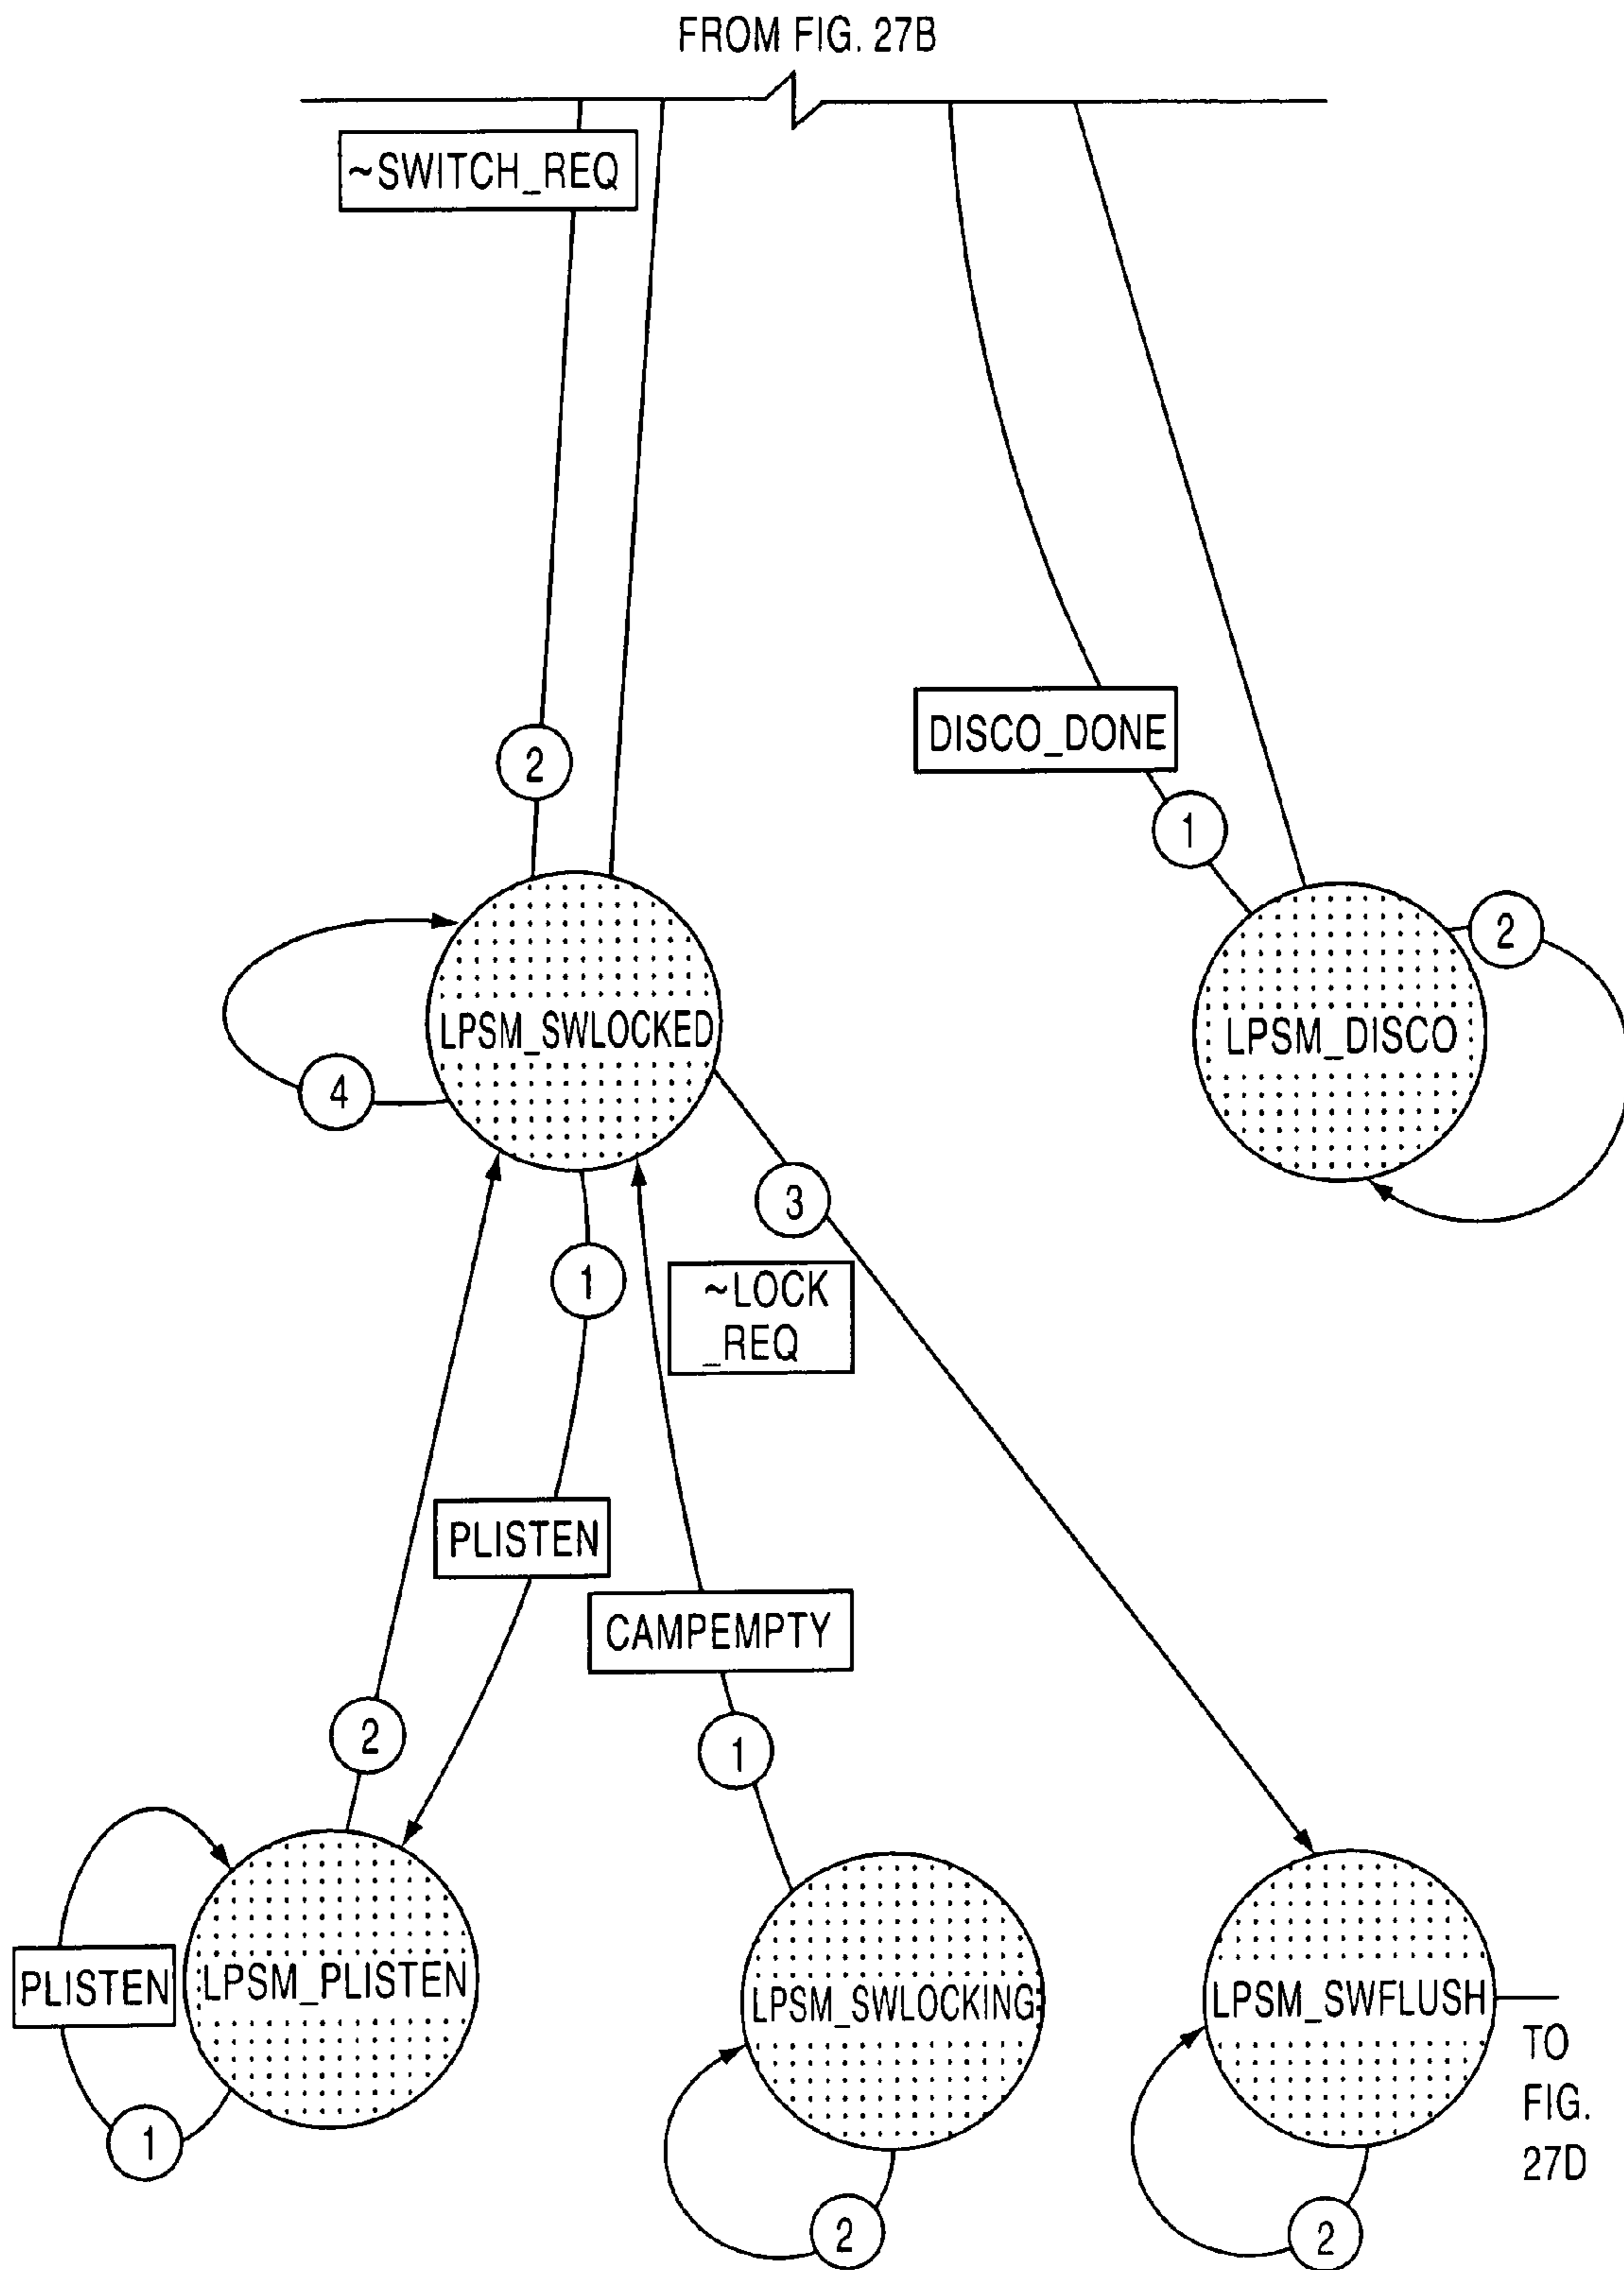 FROM FIG. 27B
~SWITCH_REQ
2
DISCO_DONE
1
2
LPSM_SWLOCKED
LPSM_DISCO
4
3
1
~LOCK
_REQ
PLISTEN
CAMPEMPTY
2
1
PLISTEN
LPSM_PLISTEN
LPSM_SWLOCKING
LPSM_SWFLUSH
TO
FIG.
27D
1
2
2